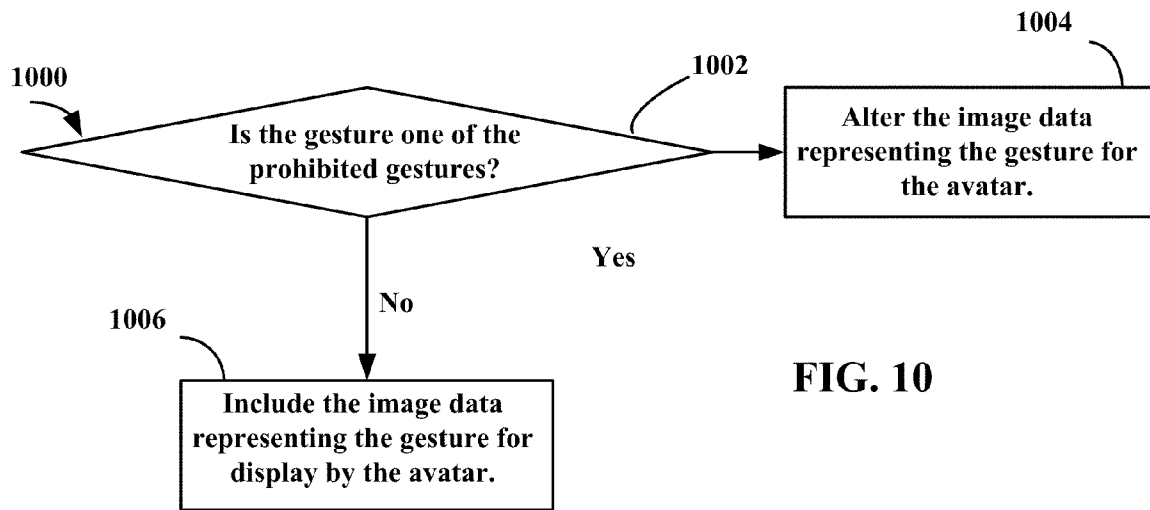 1000
1002
1004
Is the gesture one of the
prohibited gestures?
Alter the image data
representing the gesture for
the avatar.
Yes
No
1006
Include the image data
representing the gesture for
display by the avatar.
FIG. 10